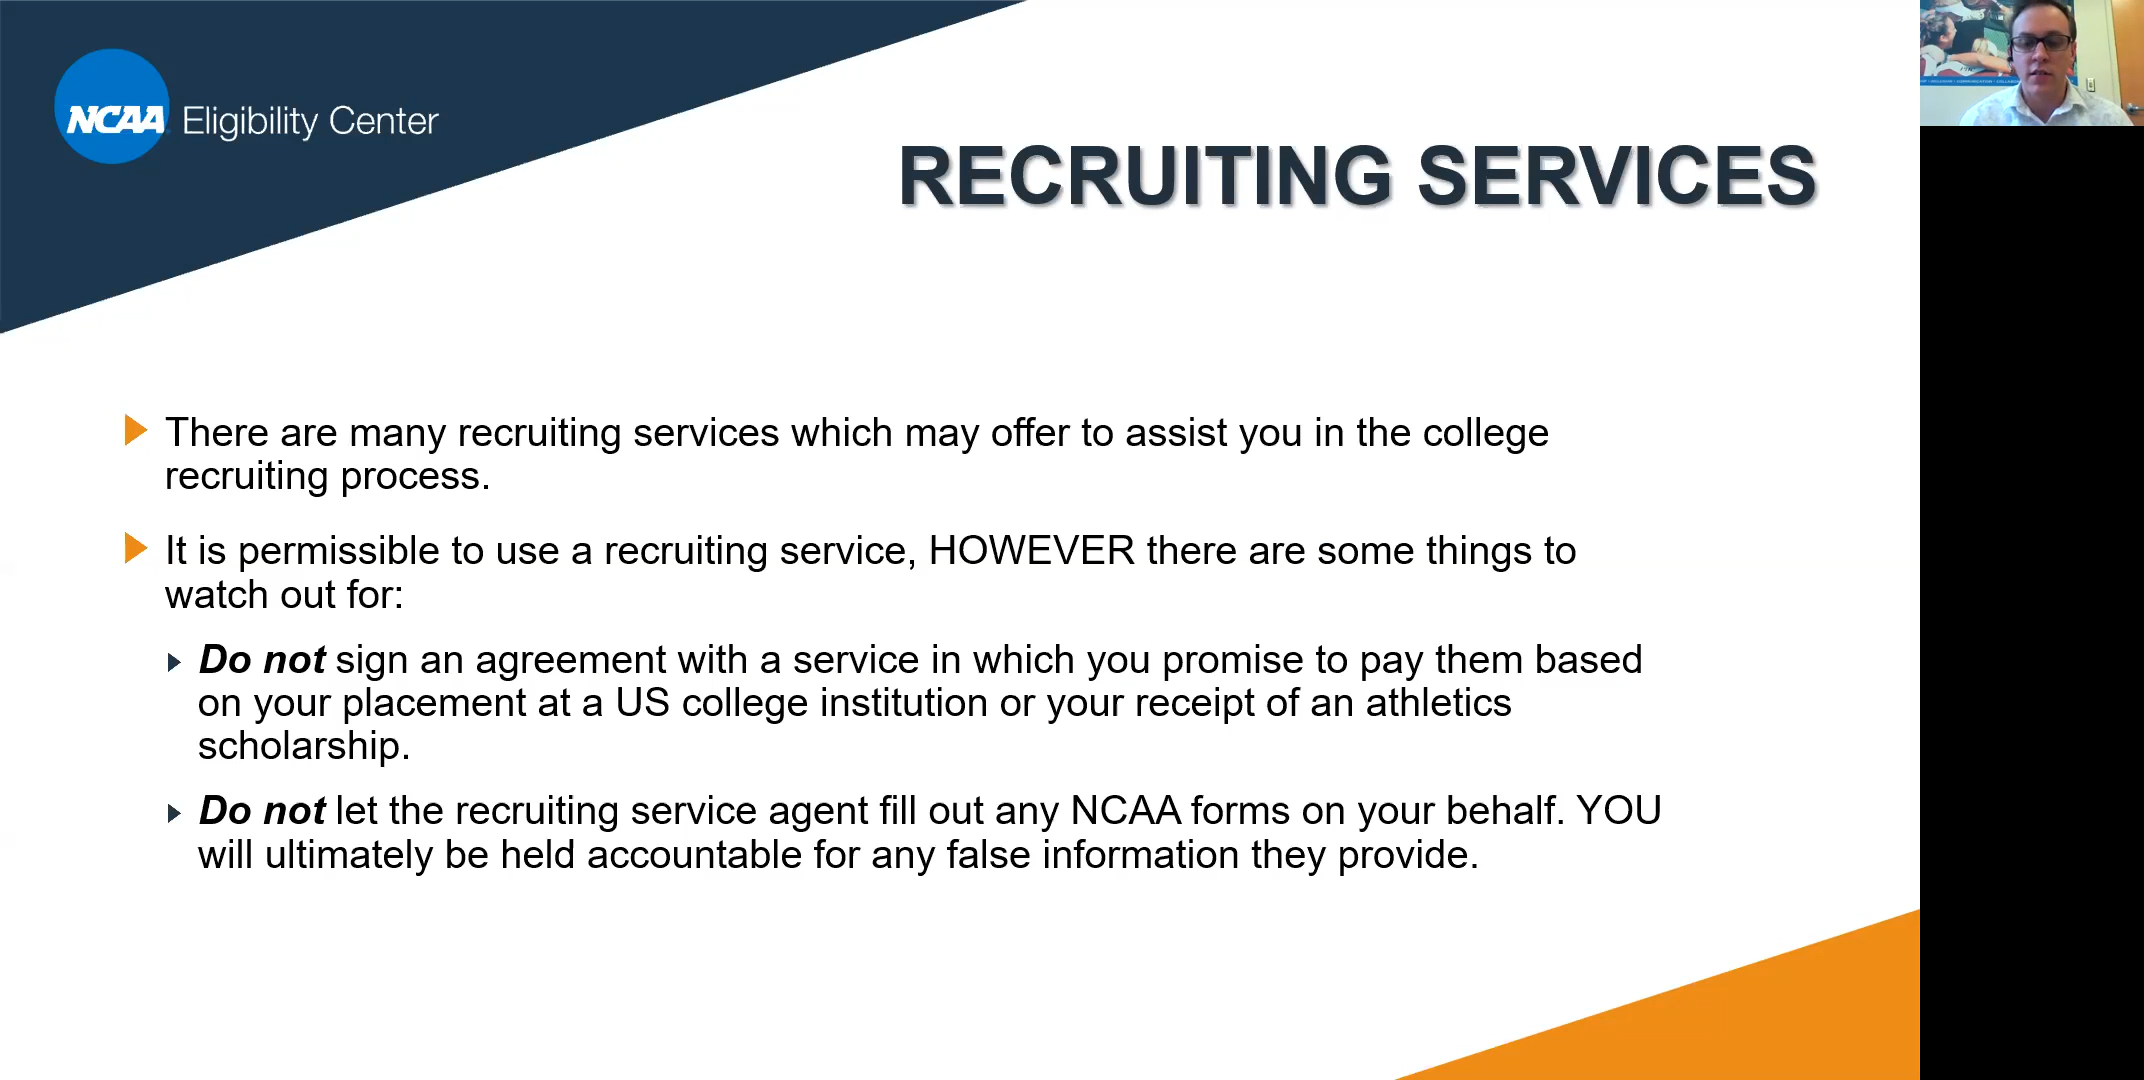 NCAA Eligibility Center
RECRUITING SERVICES
There are many recruiting services which may offer to assist you in the college
recruiting process.
It is permissible to use a recruiting service, HOWEVER there are some things to
watch out for:
Do not sign an agreement with a service in which you promise to pay them based
on your placement at a US college institution or your receipt of an athletics
scholarship.
Do not let the recruiting service agent fill out any NCAA forms on your behalf. YOU
will ultimately be held accountable for any false information they provide.